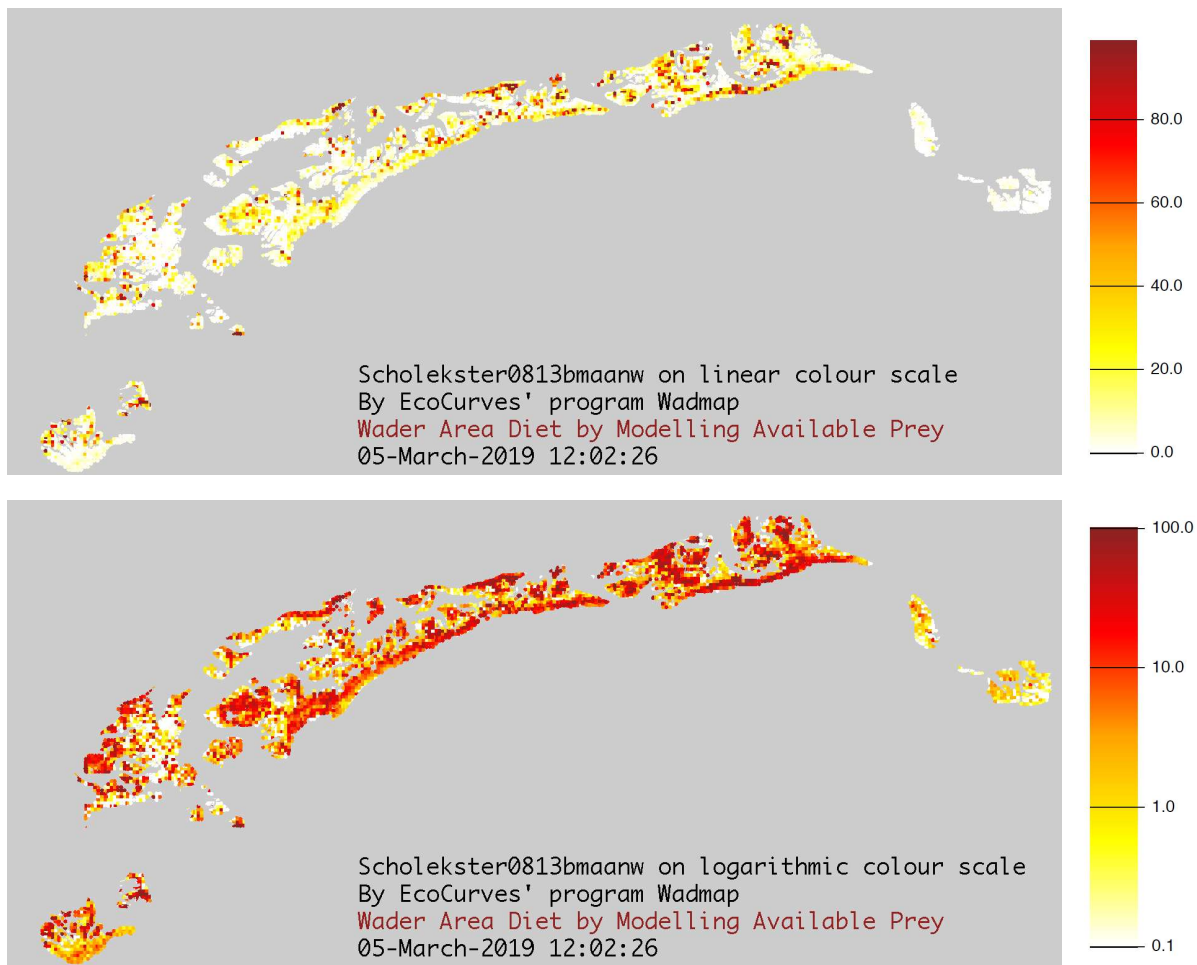 80.0
60.0
40.0
20.0
0.0
Scholekster0813bmaanw on linear colour scale
By EcoCurves' program Wadmap
Wader Area Diet by Modelling Available Prey
05-March-2019 12:02:26
100.0
10.0
1.0
0.1
Scholekster0813bmaanw on logarithmic colour scale
By EcoCurves' program Wadmap
Wader Area Diet by Modelling Available Prey
05-March-2019 12:02:26